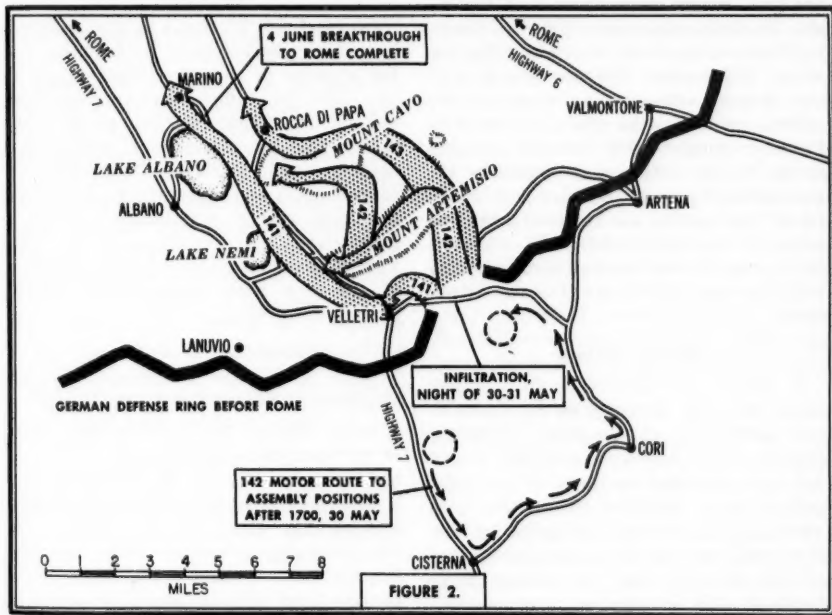 ROME
HIGHWAY 7
4 JUNE BREAKTHROUGH
TO ROME COMPLETE
ROME
HIGHWAY 6
MARINO
ROCCA DI PAPA
MOUNT CAVO
VALMONTONE
LAKE ALBANO
143
ALBANO
142
ARTENA
141
MOUNT ARTEMISIO
LAKE NEMI
142
141
VELLETRI
LANUVIO
GERMAN DEFENSE RING BEFORE ROME
INFILTRATION,
NIGHT OF 30-31 MAY
HIGHWAY 7
CORI
142 MOTOR ROUTE TO
ASSEMBLY POSITIONS
AFTER 1700, 30 MAY
CISTERNA
0 1 2 3 4 5 6 7 8
MILES
FIGURE 2.